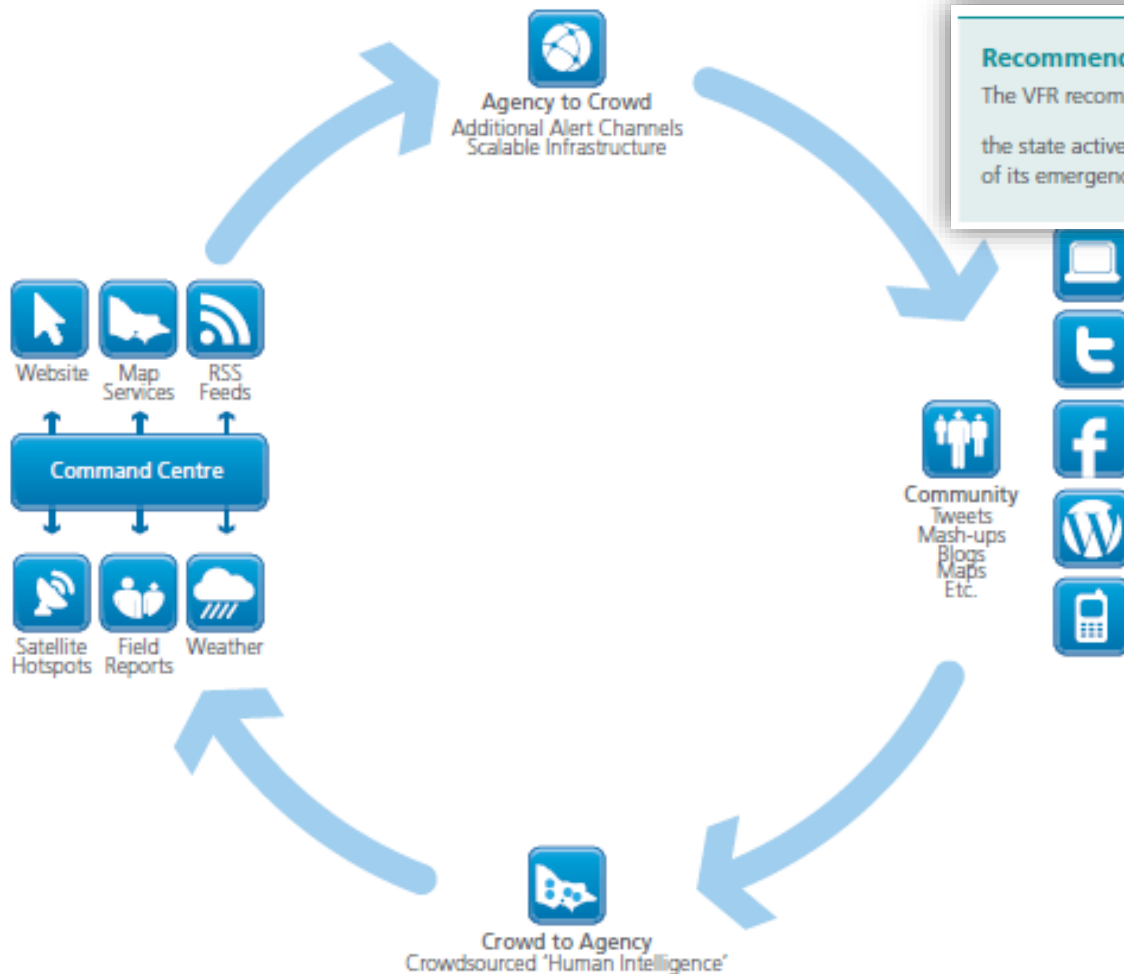 Agency to Crowd
Additional Alert Channels
Scalable Infrastructure
Recommend
The VFR recom
the state active
of its emergenc
Website
Map
Services
RSS
Feeds
Command Centre
Satellite
Hotspots
Field
Reports
Weather
Community
Tweets
Mash-ups
Blogs
Maps
Etc.
Crowd to Agency
Crowdsourced 'Human Intelligence'